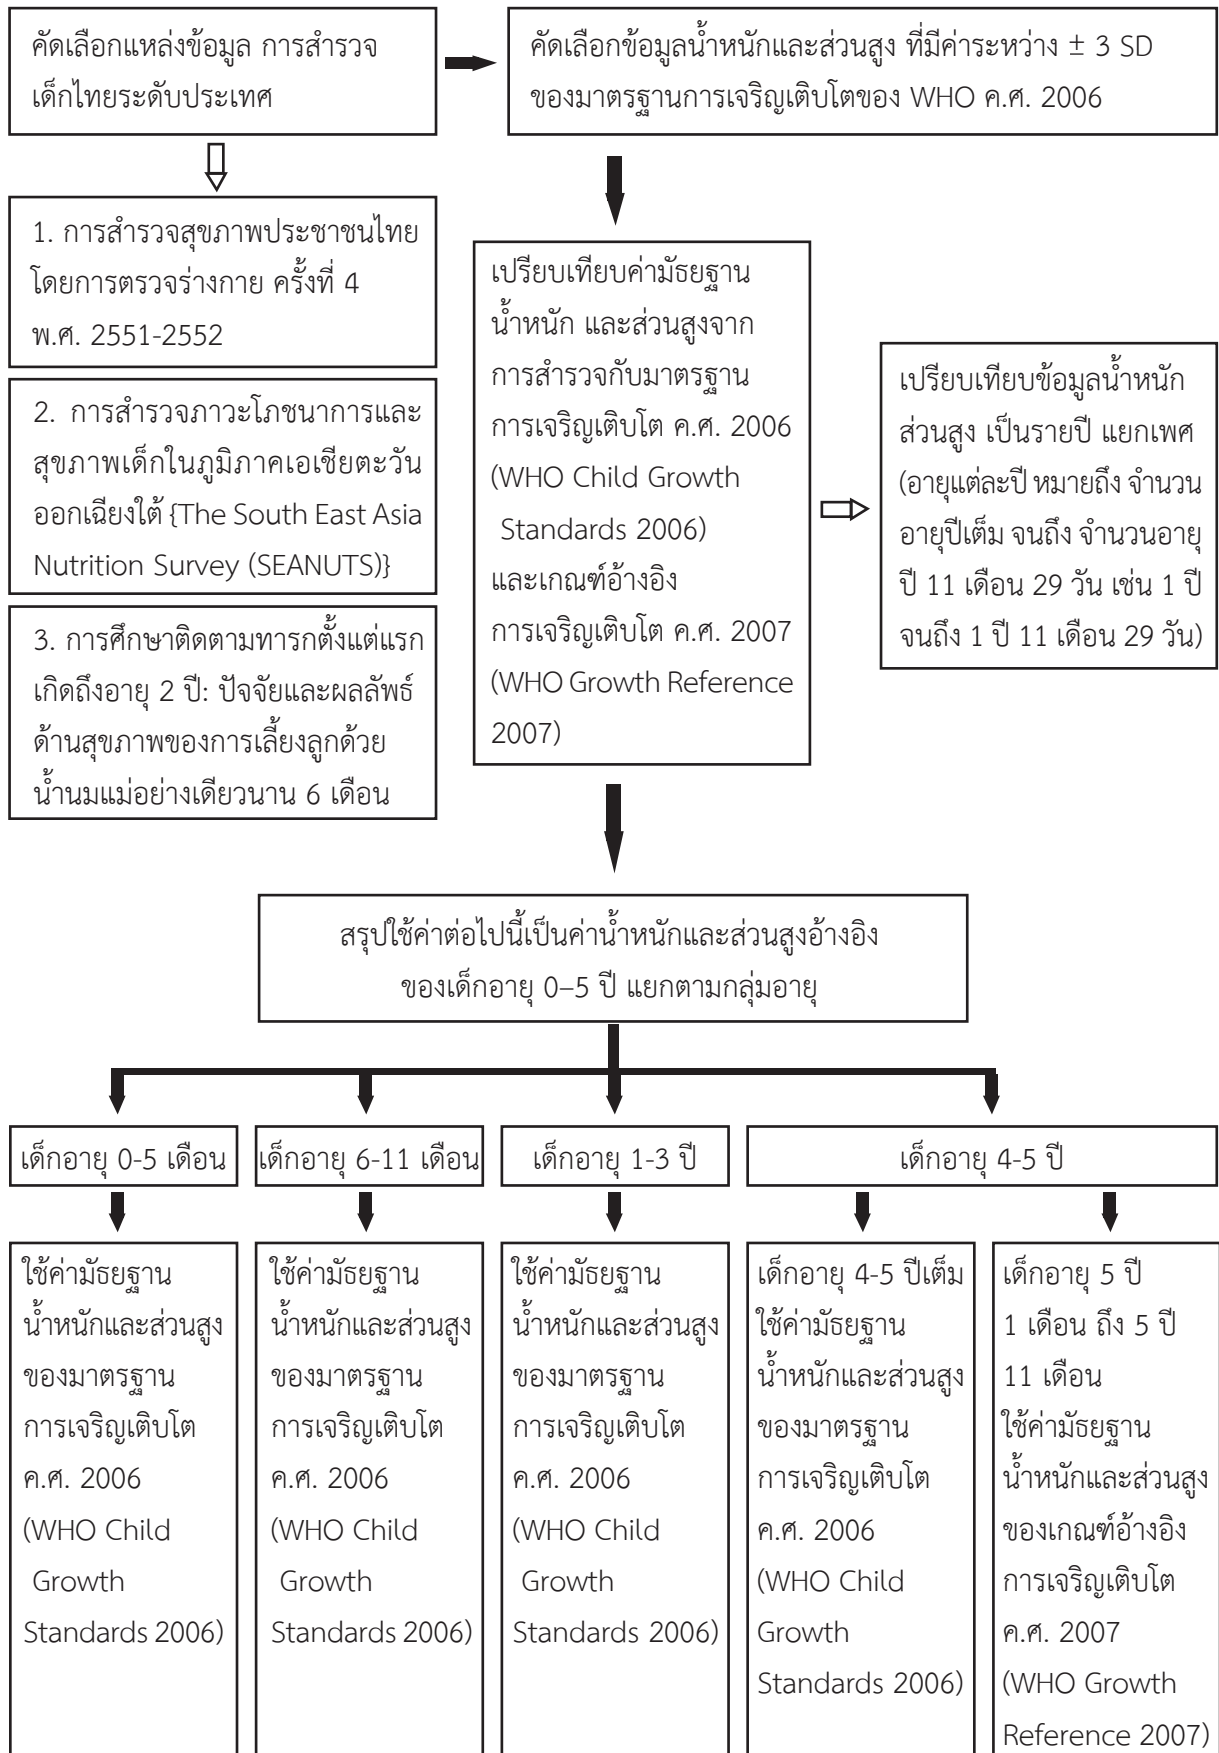 คัดเลือกแหล่งข้อมูล การสำรวจ
เด็กไทยระดับประเทศ
คัดเลือกข้อมูลน้ำหนักและส่วนสูง ที่มีค่าระหว่าง ± 3 SD
ของมาตรฐานการเจริญเติบโตของ WHO ค.ศ. 2006
1. การสำรวจสุขภาพประชาชนไทย
โดยการตรวจร่างกาย ครั้งที่ 4
พ.ศ. 2551-2552
2. การสำรวจภาวะโภชนาการและ
สุขภาพเด็กในภูมิภาคเอเชียตะวัน
ออกเฉียงใต้ {The South East Asia
Nutrition Survey (SEANUTS)}
3. การศึกษาติดตามทารกตั้งแต่แรก
เกิดถึงอายุ 2 ปี: ปัจจัยและผลลัพธ์
ด้านสุขภาพของการเลี้ยงลูกด้วย
น้ำนมแม่อย่างเดียวนาน 6 เดือน
เปรียบเทียบค่ามัธยฐาน
น้ำหนัก และส่วนสูงจาก
การสำรวจกับมาตรฐาน
การเจริญเติบโต ค.ศ. 2006
(WHO Child Growth
Standards 2006)
และเกณฑ์อ้างอิง
การเจริญเติบโต ค.ศ. 2007
(WHO Growth Reference
2007)
เปรียบเทียบข้อมูลน้ำหนัก
ส่วนสูง เป็นรายปี แยกเพศ
(อายุแต่ละปี หมายถึง จำนวน
อายุปีเต็ม จนถึง จำนวนอายุ
ปี 11 เดือน 29 วัน เช่น 1 ปี
จนถึง 1 ปี 11 เดือน 29 วัน)
สรุปใช้ค่าต่อไปนี้เป็นค่าน้ำหนักและส่วนสูงอ้างอิง
ของเด็กอายุ 0–5 ปี แยกตามกลุ่มอายุ
เด็กอายุ 0-5 เดือน
เด็กอายุ 6-11 เดือน
เด็กอายุ 1-3 ปี
เด็กอายุ 4-5 ปี
ใช้ค่ามัธยฐาน
น้ำหนักและส่วนสูง
ของมาตรฐาน
การเจริญเติบโต
ค.ศ. 2006
(WHO Child
Growth
Standards 2006)
ใช้ค่ามัธยฐาน
น้ำหนักและส่วนสูง
ของมาตรฐาน
การเจริญเติบโต
ค.ศ. 2006
(WHO Child
Growth
Standards 2006)
ใช้ค่ามัธยฐาน
น้ำหนักและส่วนสูง
ของมาตรฐาน
การเจริญเติบโต
ค.ศ. 2006
(WHO Child
Growth
Standards 2006)
เด็กอายุ 4-5 ปีเต็ม
ใช้ค่ามัธยฐาน
น้ำหนักและส่วนสูง
ของมาตรฐาน
การเจริญเติบโต
ค.ศ. 2006
(WHO Child
Growth
Standards 2006)
เด็กอายุ 5 ปี
1 เดือน ถึง 5 ปี
11 เดือน
ใช้ค่ามัธยฐาน
น้ำหนักและส่วนสูง
ของเกณฑ์อ้างอิง
การเจริญเติบโต
ค.ศ. 2007
(WHO Growth
Reference 2007)